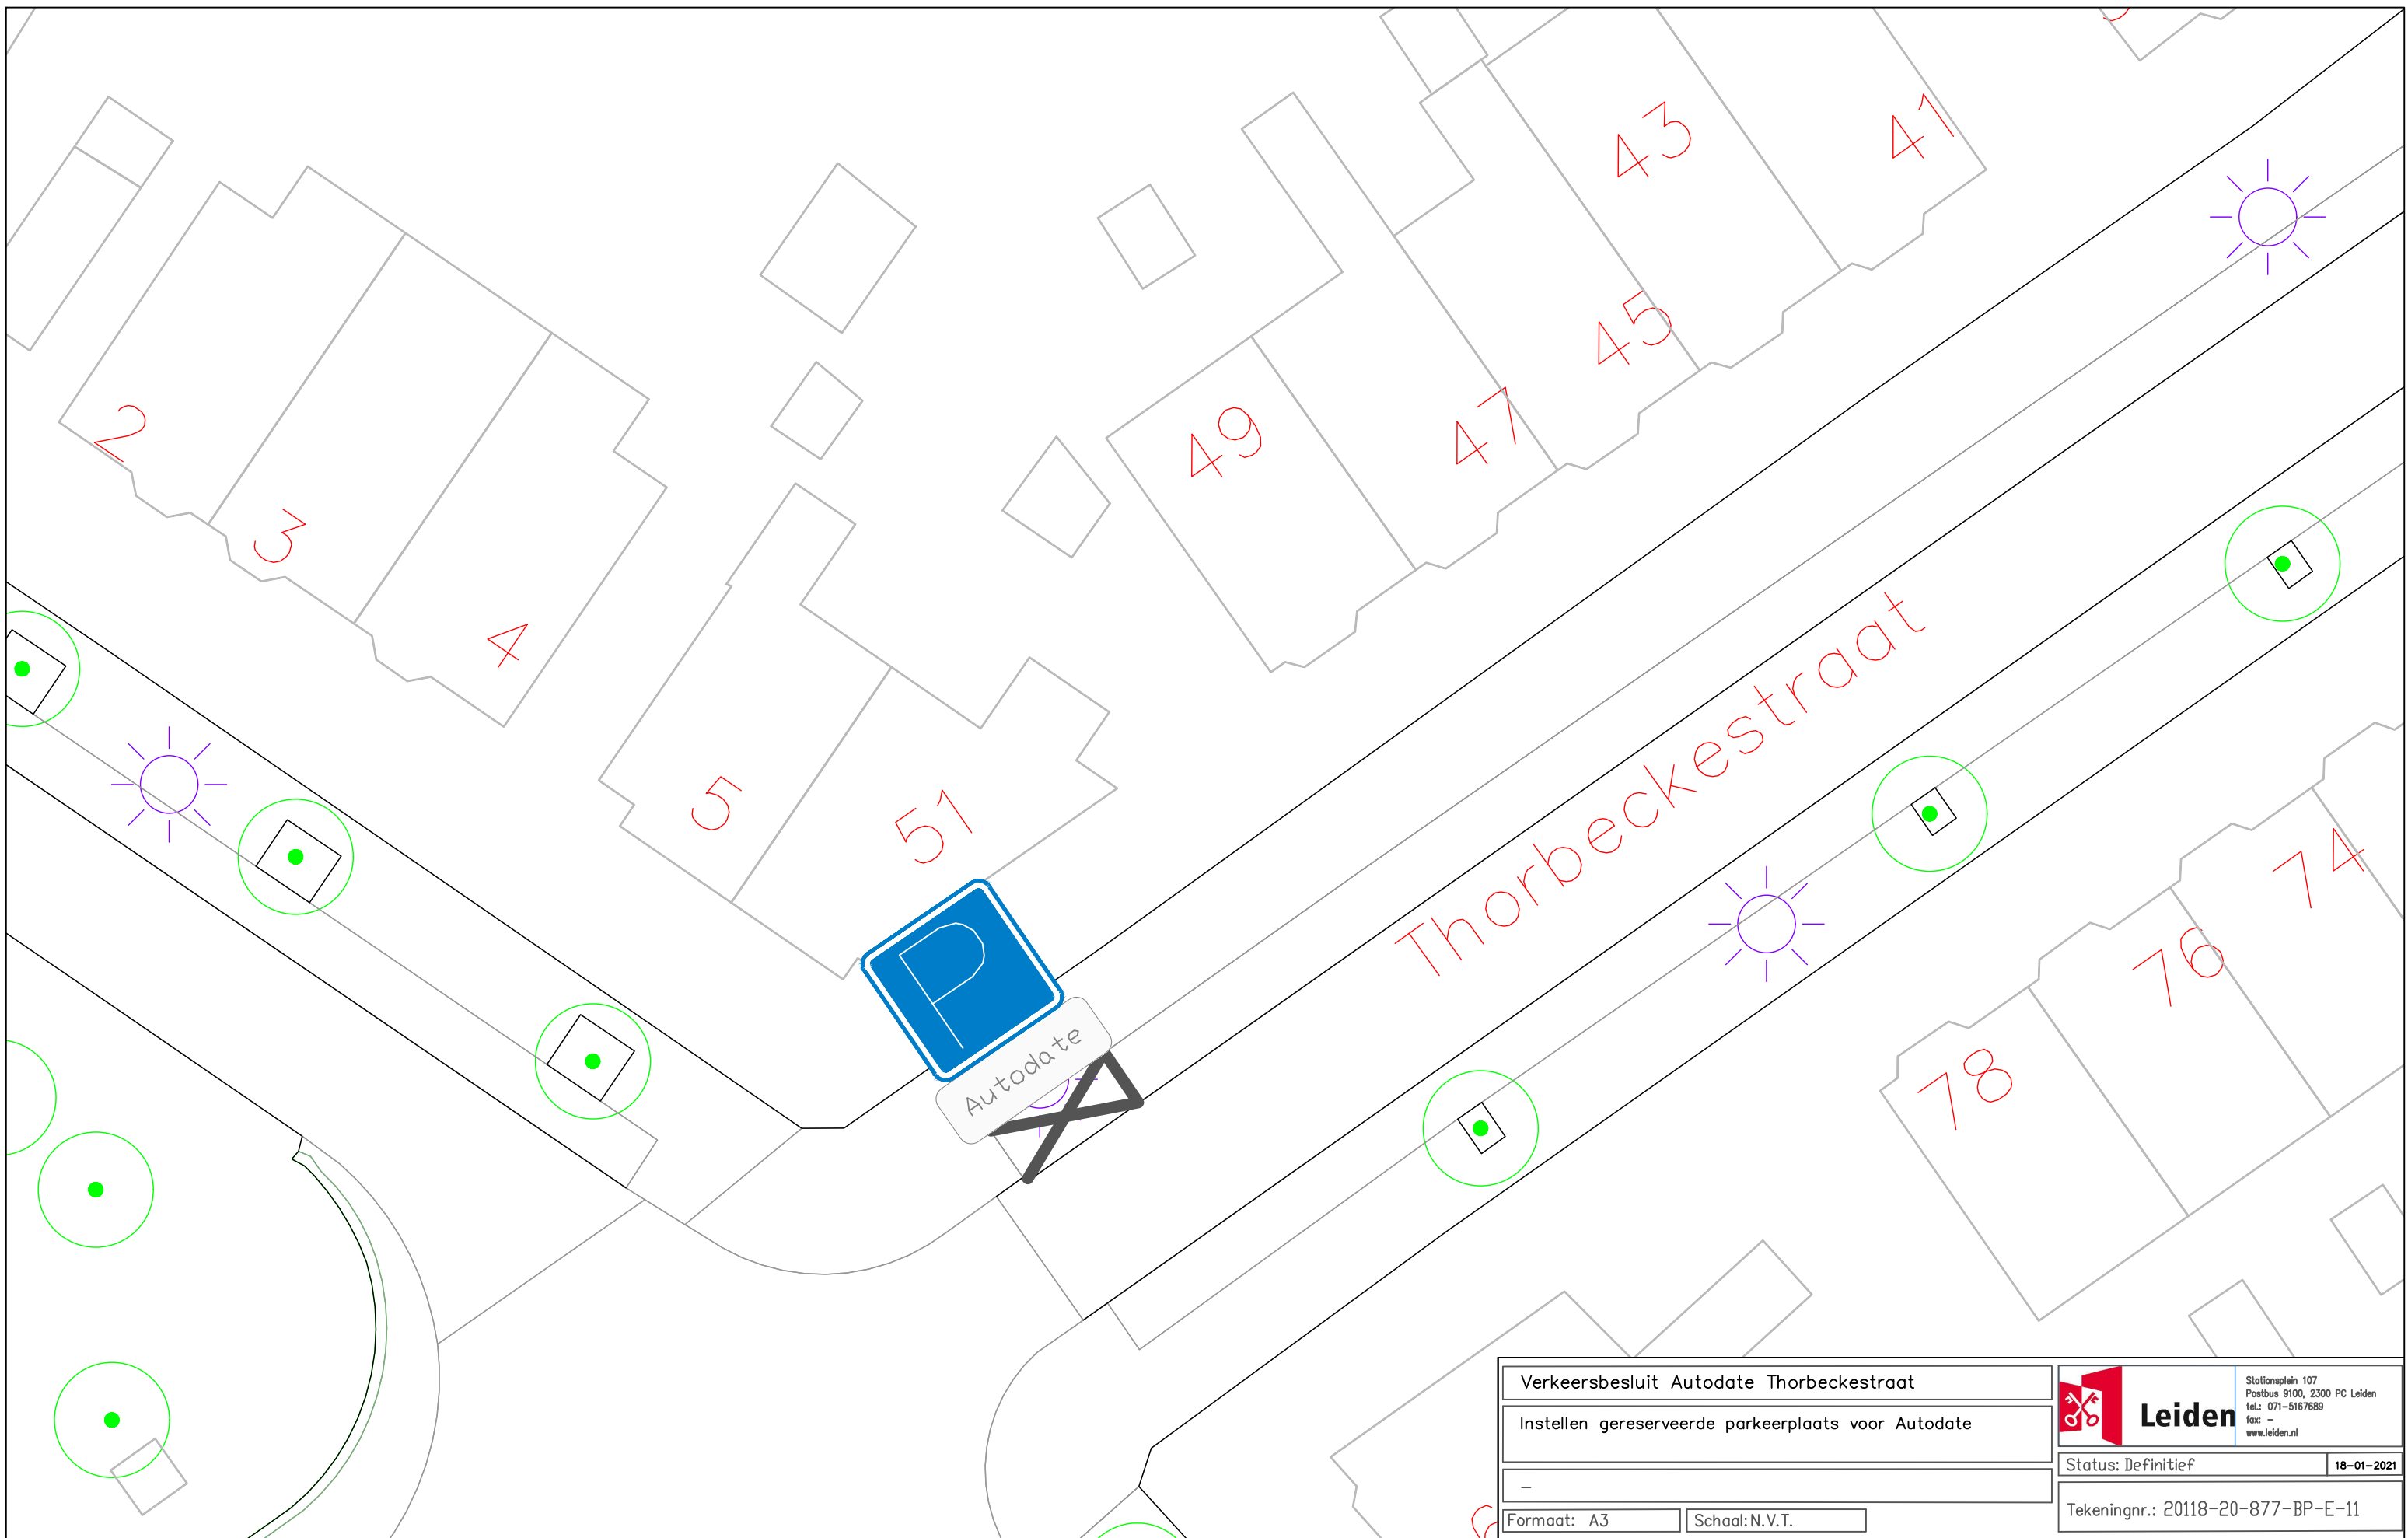 43
41
45
47
49
2
3
4
5
51
Thorbeckestraat
74
76
78
P
Autodate
Verkeersbesluit Autodate Thorbeckestraat
Instellen gereserveerde parkeerplaats voor Autodate
–
Formaat: A3
Schaal: N.V.T.
Leiden
Stationsplein 107
Postbus 9100, 2300 PC Leiden
tel.: 071-5167689
fax: –
www.leiden.nl
Status: Definitief
18-01-2021
Tekeningnr.: 20118-20-877-BP-E-11